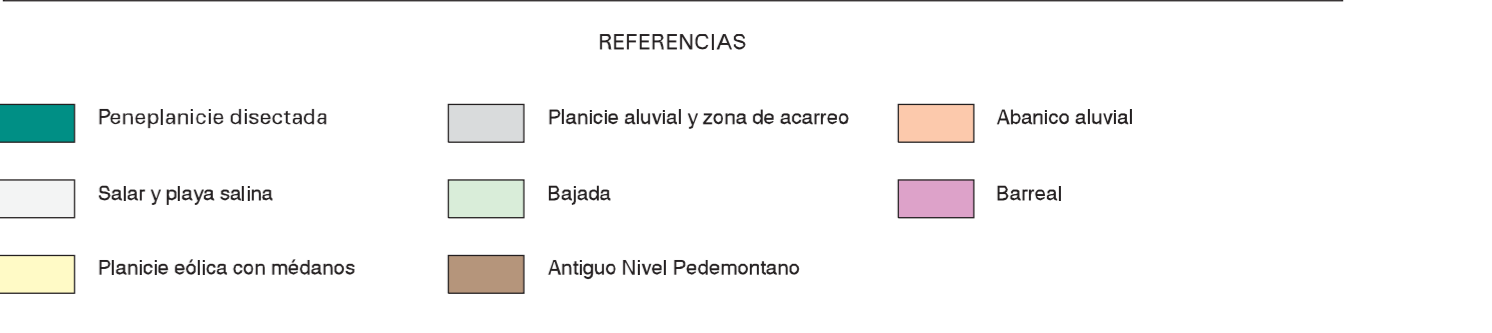 REFERENCIAS
Peneplanicie disectada
Planicie aluvial y zona de acarreo
Abanico aluvial
Salar y playa salina
Bajada
Barreal
Planicie eólica con médanos
Antiguo Nivel Pedemontano